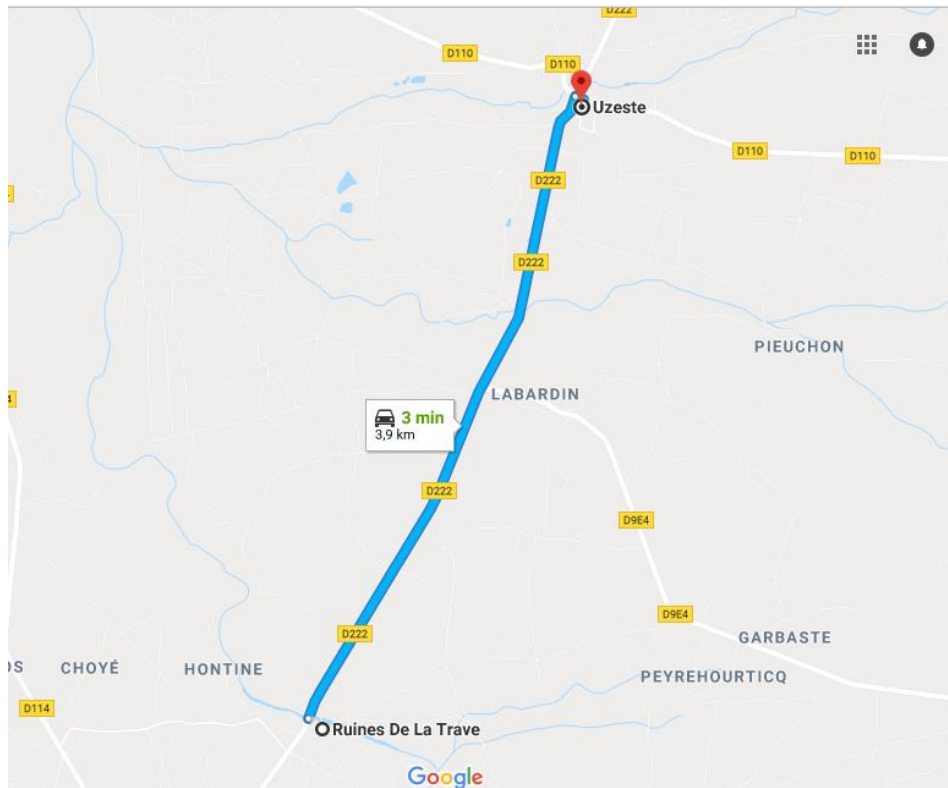 D222
D110
D110
Uzeste
D110
D110
D222
D222
PIEUCHON
LABARDIN
3 min
3,9 km
D222
D9E4
D9E4
D222
GARBASTE
CHOYÉ
HONTINE
PEYREHOURTICQ
D114
Ruines De La Trave
Google